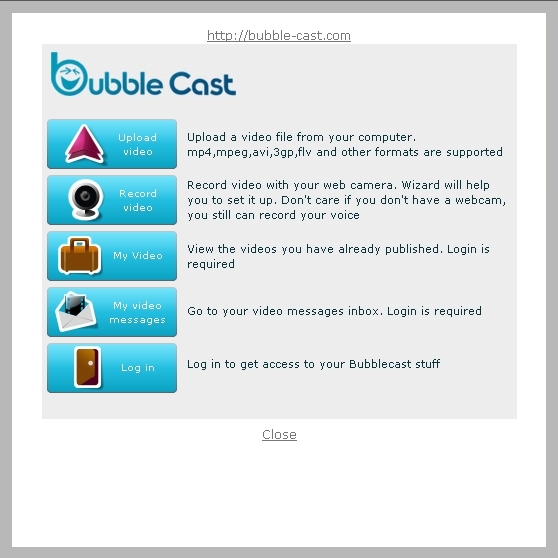 http://bubble-cast.com
bubble Cast
Upload
video
Upload a video file from your computer.
mp4,mpeg,avi,3gp,flv and other formats are supported
Record
video
Record video with your web camera. Wizard will help
you to set it up. Don't care if you don't have a webcam,
you still can record your voice
My Video
View the videos you have already published. Login is
required
My video
messages
Go to your video messages inbox. Login is required
Log in
Log in to get access to your Bubblecast stuff
Close